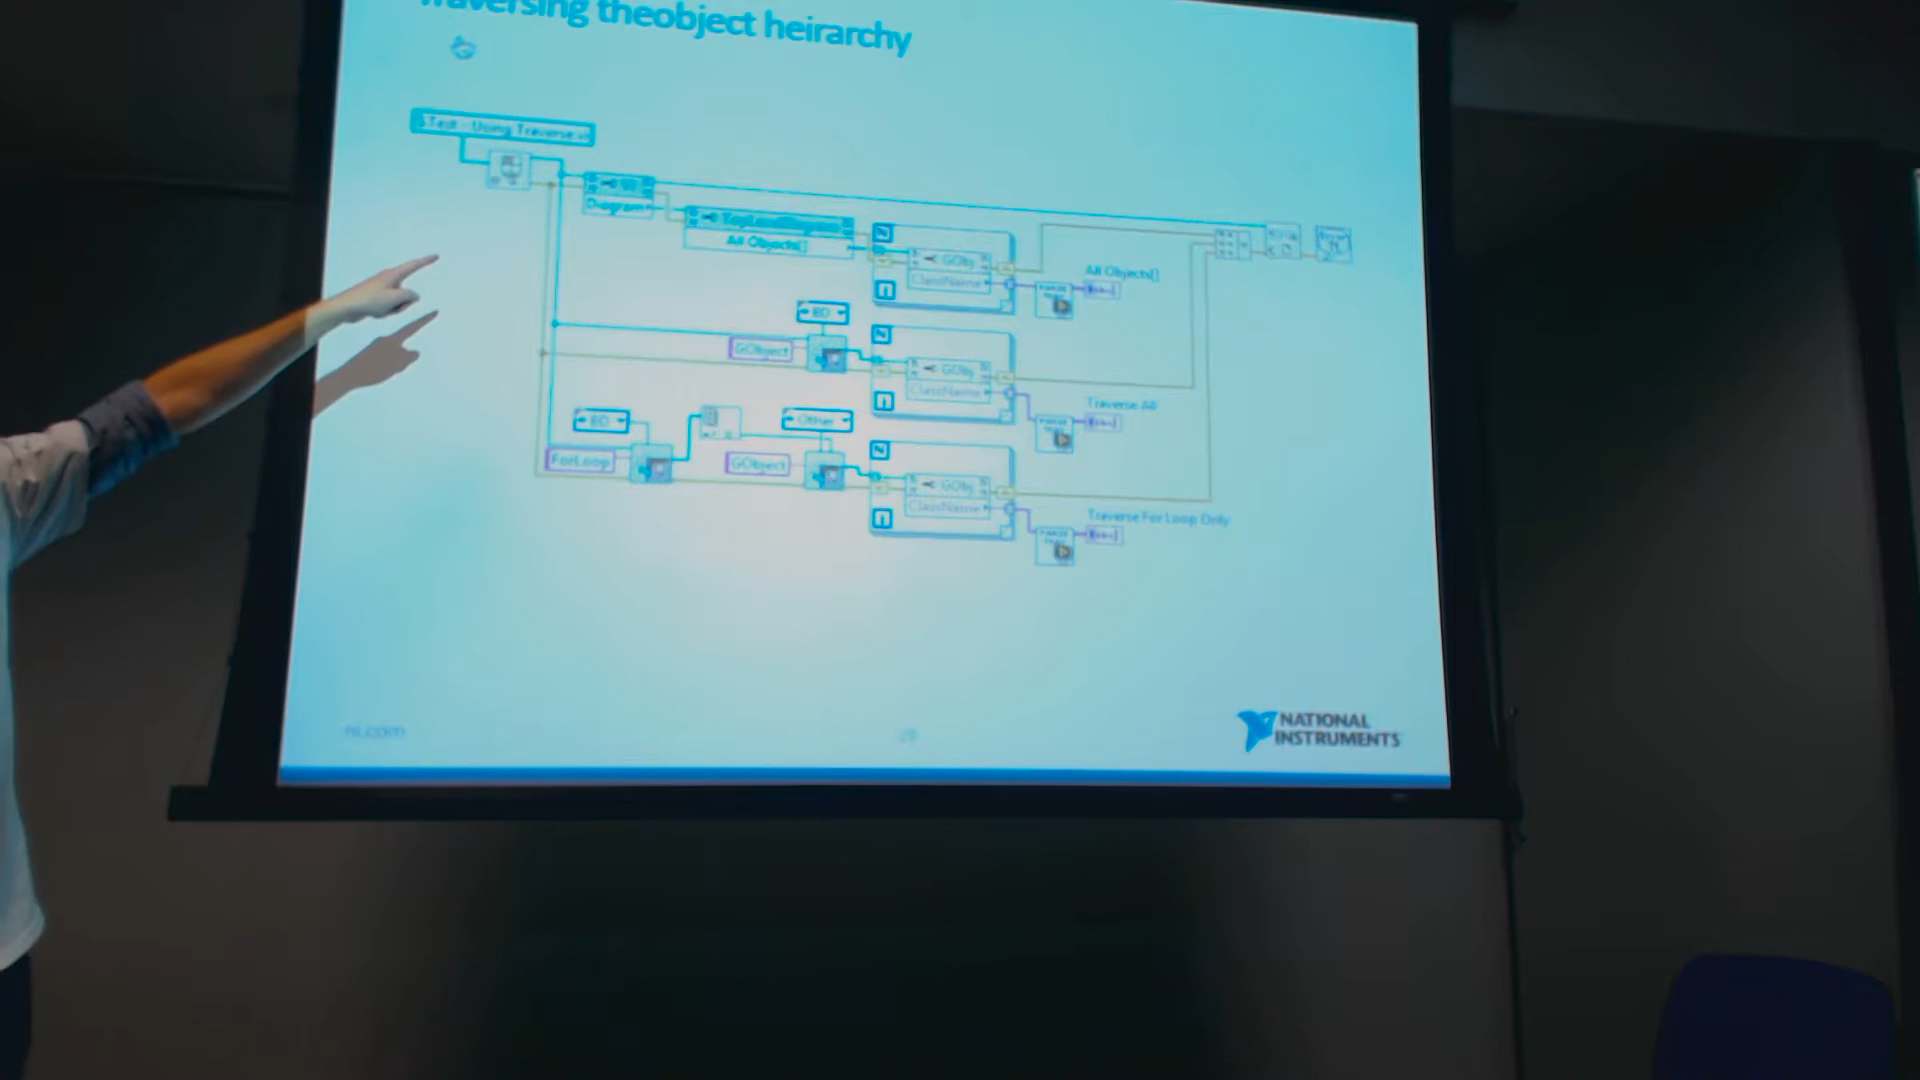 Traversing theobject heirarchy
Test - Using Traverse.vi
Diagram
TopLevelDiagram
All Objects[]
N
GObj
ClassName
i
All Objects[]
BD
GObject
N
GObj
ClassName
i
Traverse All
BD
ForLoop
Other
GObject
N
GObj
ClassName
i
Traverse For Loop Only
ni.com
NATIONAL
INSTRUMENTS